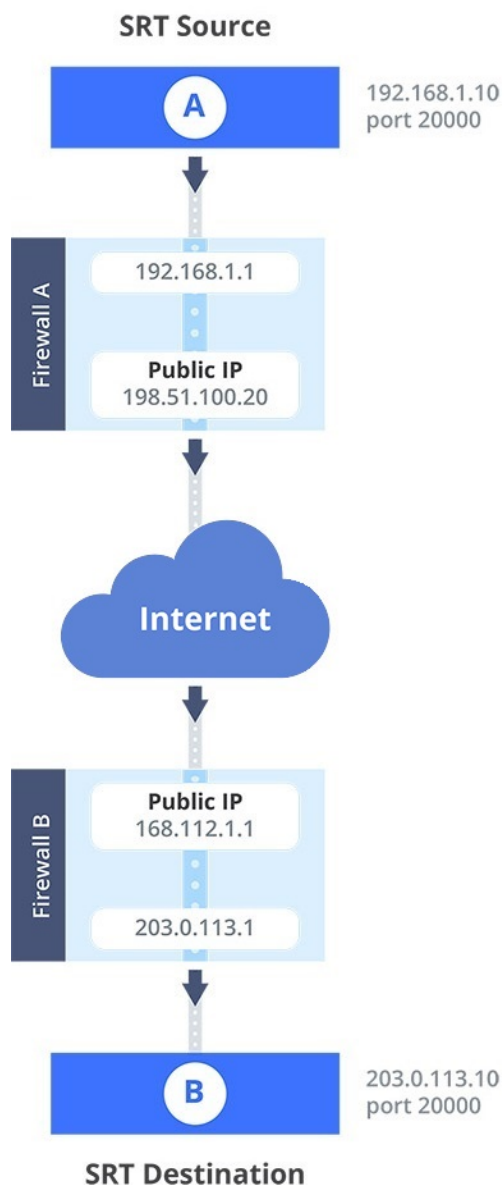 SRT Source
A
192.168.1.10
port 20000
Firewall A
192.168.1.1
Public IP
198.51.100.20
Internet
Firewall B
Public IP
168.112.1.1
203.0.113.1
B
203.0.113.10
port 20000
SRT Destination